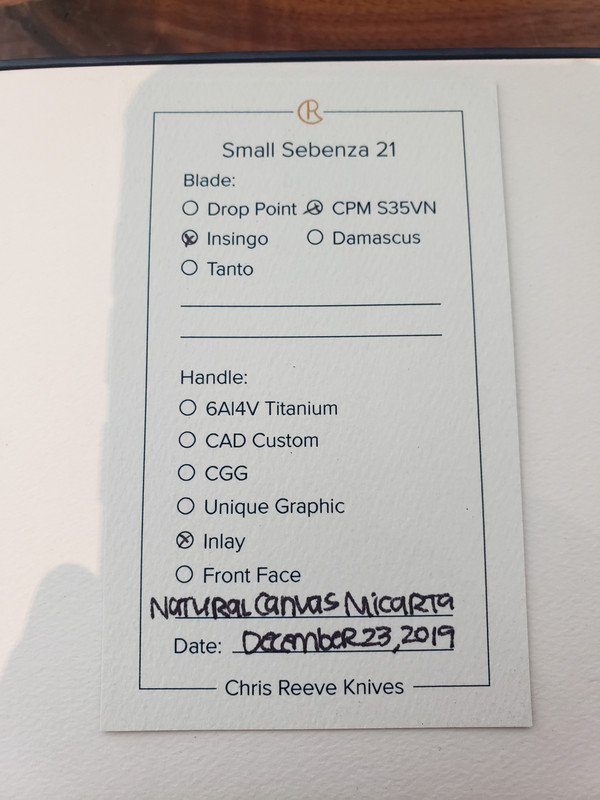 CR
Small Sebenza 21
Blade:
Drop Point CPM S35VN
Insingo Damascus
Tanto
Handle:
6Al4V Titanium
CAD Custom
CGG
Unique Graphic
Inlay
Front Face
Natural Canvas Micarta
Date: December 23, 2019
Chris Reeve Knives